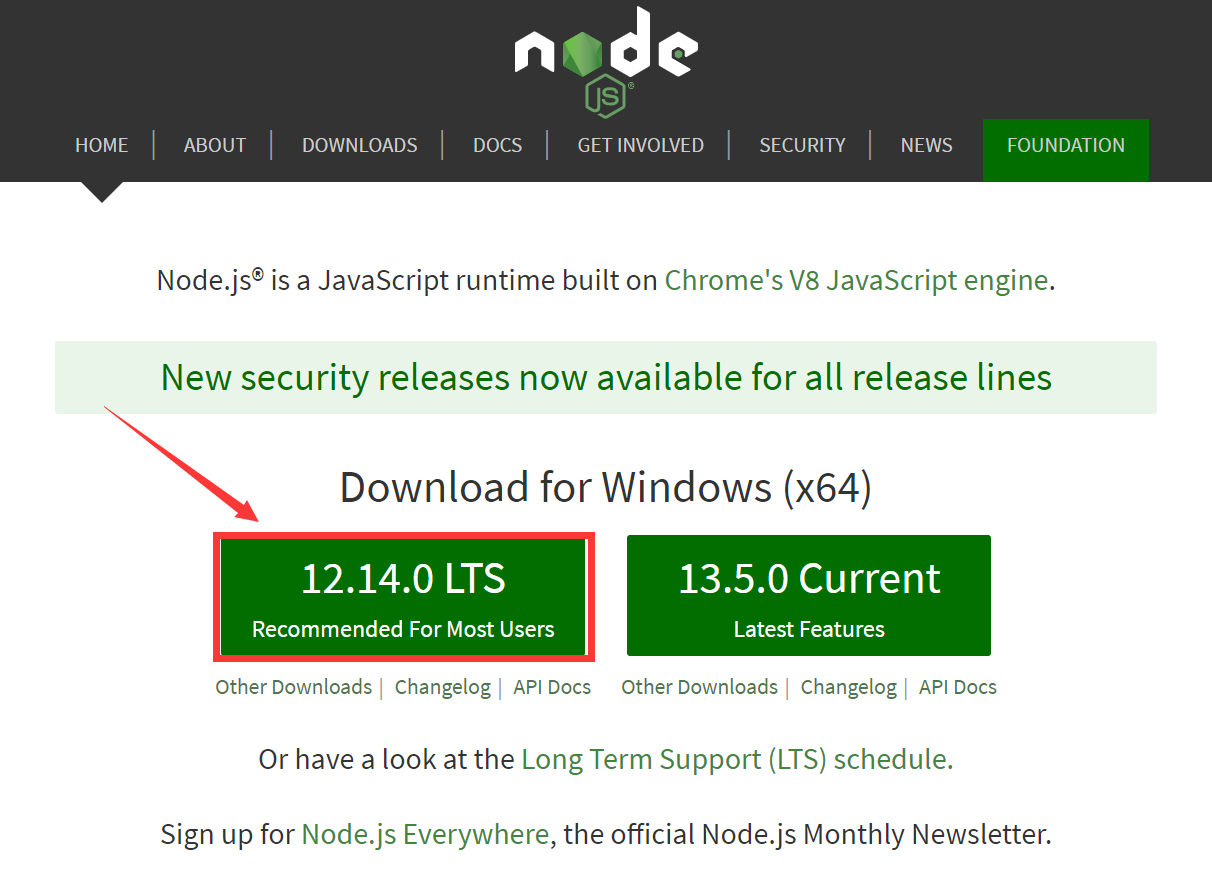 node
JS®
HOME | ABOUT | DOWNLOADS | DOCS | GET INVOLVED | SECURITY | NEWS FOUNDATION
Node.js® is a JavaScript runtime built on Chrome's V8 JavaScript engine.
New security releases now available for all release lines
Download for Windows (x64)
12.14.0 LTS
Recommended For Most Users
13.5.0 Current
Latest Features
Other Downloads | Changelog | API Docs
Other Downloads | Changelog | API Docs
Or have a look at the Long Term Support (LTS) schedule.
Sign up for Node.js Everywhere, the official Node.js Monthly Newsletter.